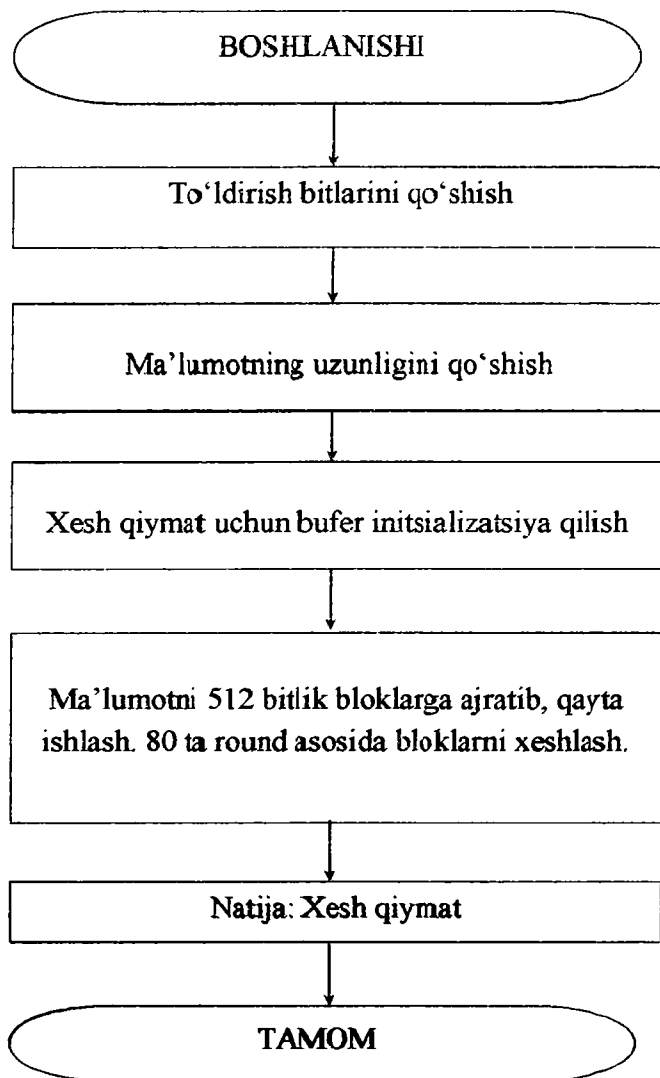 BOSHLANISHI
To‘ldirish bitlarini qo‘shish
Ma’lumotning uzunligini qo‘shish
Xesh qiymat uchun bufer initsializatsiya qilish
Ma’lumotni 512 bitlik bloklarga ajratib, qayta
ishlash. 80 ta round asosida bloklarni xeshlash.
Natija: Xesh qiymat
TAMOM